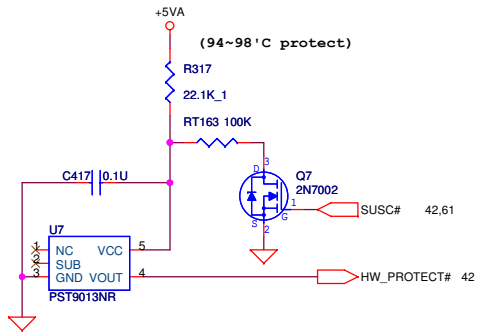 +5VA
(94~98'C protect)
R317
22.1K_1
RT163 100K
C417 0.1U
D 3
Q7
2N7002
1
G
S 2
SUSC# 42,61
U7
1 NC VCC 5
2 SUB
3 GND VOUT 4
PST9013NR
HW_PROTECT# 42